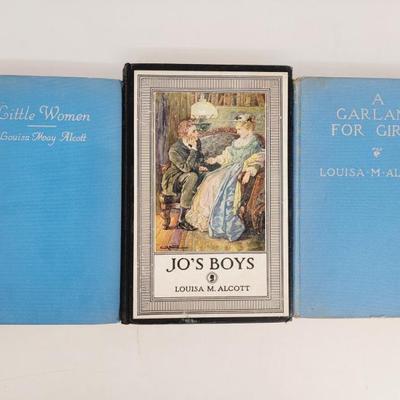 Little Women
Louisa May Alcott
JO'S BOYS
LOUISA M. ALCOTT
A
GARLAN
FOR GIR
LOUISA · M · AL